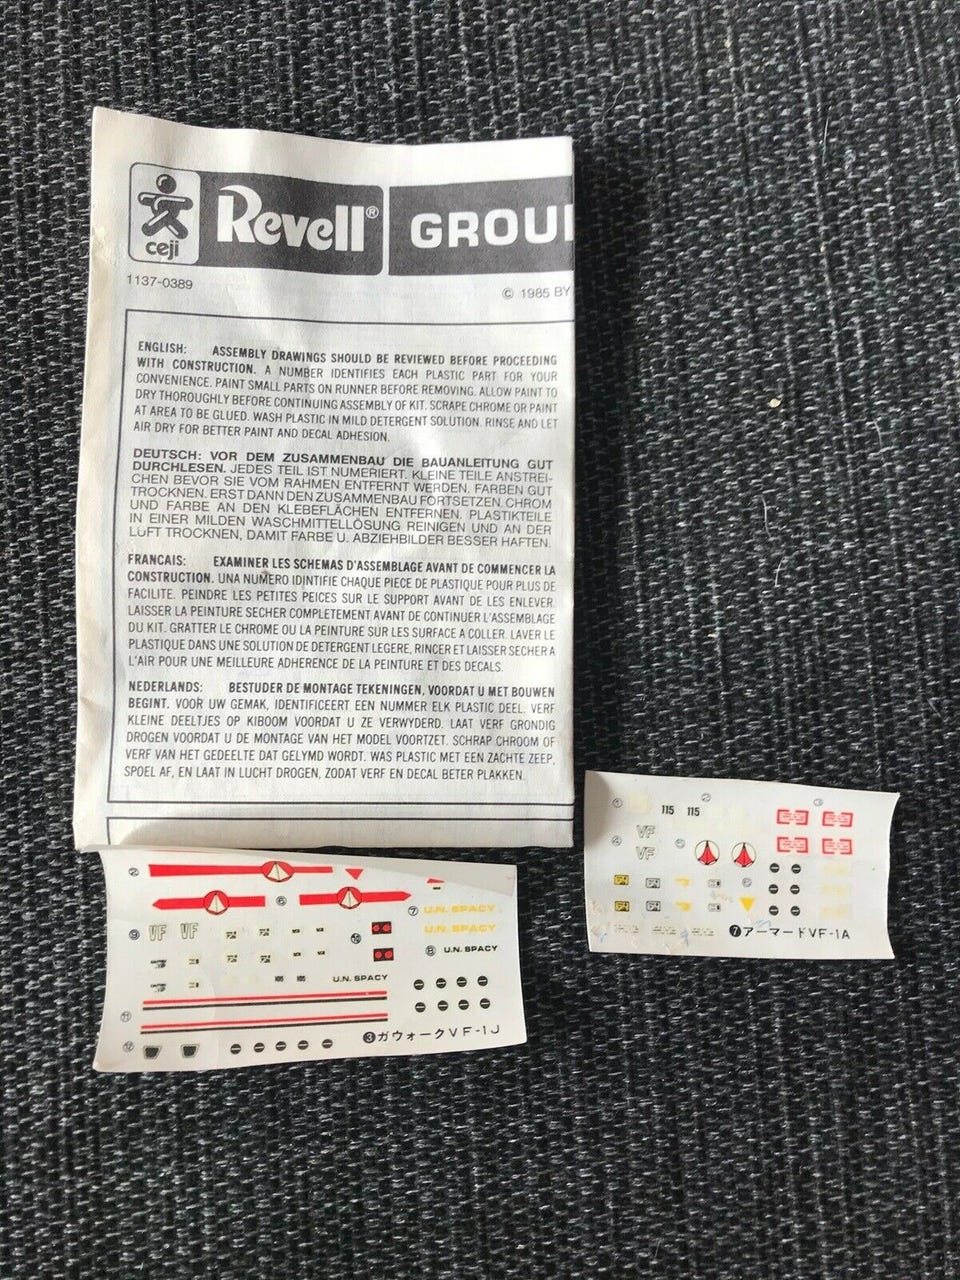 ceji
Revell®
GROU
1137-0389
© 1985 BY
ENGLISH: ASSEMBLY DRAWINGS SHOULD BE REVIEWED BEFORE PROCEEDING
WITH CONSTRUCTION. A NUMBER IDENTIFIES EACH PLASTIC PART FOR YOUR
CONVENIENCE. PAINT SMALL PARTS ON RUNNER BEFORE REMOVING. ALLOW PAINT TO
DRY THOROUGHLY BEFORE CONTINUING ASSEMBLY OF KIT. SCRAPE CHROME OR PAINT
AT AREA TO BE GLUED. WASH PLASTIC IN MILD DETERGENT SOLUTION. RINSE AND LET
AIR DRY FOR BETTER PAINT AND DECAL ADHESION.
DEUTSCH: VOR DEM ZUSAMMENBAU DIE BAUANLEITUNG GUT
DURCHLESEN. JEDES TEIL IST NUMERIERT. KLEINE TEILE ANSTREI-
CHEN BEVOR SIE VOM RAHMEN ENTFERNT WERDEN. FARBEN GUT
TROCKNEN. ERST DANN DEN ZUSAMMENBAU FORTSETZEN. CHROM
UND FARBE AN DEN KLEBEFLÄCHEN ENTFERNEN. PLASTIKTEILE
IN EINER MILDEN WASCHMITTELLÖSUNG REINIGEN UND AN DER
LUFT TROCKNEN, DAMIT FARBE U. ABZIEHBILDER BESSER HAFTEN.
FRANCAIS: EXAMINER LES SCHEMAS D'ASSEMBLAGE AVANT DE COMMENCER LA
CONSTRUCTION. UNA NUMERO IDINTIFIE CHAQUE PIECE DE PLASTIQUE POUR PLUS DE
FACILITE. PEINDRE LES PETITES PEICES SUR LE SUPPORT AVANT DE LES ENLEVER.
LAISSER LA PEINTURE SECHER COMPLETEMENT AVANT DE CONTINUER L'ASSEMBLAGE
DU KIT. GRATTER LE CHROME OU LA PEINTURE SUR LES SURFACE A COLLER. LAVER LE
PLASTIQUE DANS UNE SOLUTION DE DETERGENT LEGERE, RINCER ET LAISSER SECHER A
L'AIR POUR UNE MEILLEURE ADHERENCE DE LA PEINTURE ET DES DECALS.
NEDERLANDS: BESTUDER DE MONTAGE TEKENINGEN, VOORDAT U MET BOUWEN
BEGINT. VOOR UW GEMAK, IDENTIFICEERT EEN NUMMER ELK PLASTIC DEEL. VERF
KLEINE DEELTJES OP KIBOOM VOORDAT U ZE VERWYDERD. LAAT VERF GRONDIG
DROGEN VOORDAT U DE MONTAGE VAN HET MODEL VOORTZET. SCHRAP CHROOM OF
VERF VAN HET GEDEELTE DAT GELYMD WORDT. WAS PLASTIC MET EEN ZACHTE ZEEP,
SPOEL AF, EN LAAT IN LUCHT DROGEN, ZODAT VERF EN DECAL BETER PLAKKEN.
① 115 115 ② ③
④ VF
VF ⑤
❼アーマードVF-1A
②
⑥
⑦ U.N. SPACY
U.N. SPACY
⑨ VF VF ⑩
⑧ U.N. SPACY
105 105 U.N. SPACY
⑪
⑫
❸ガウォークVF-1J